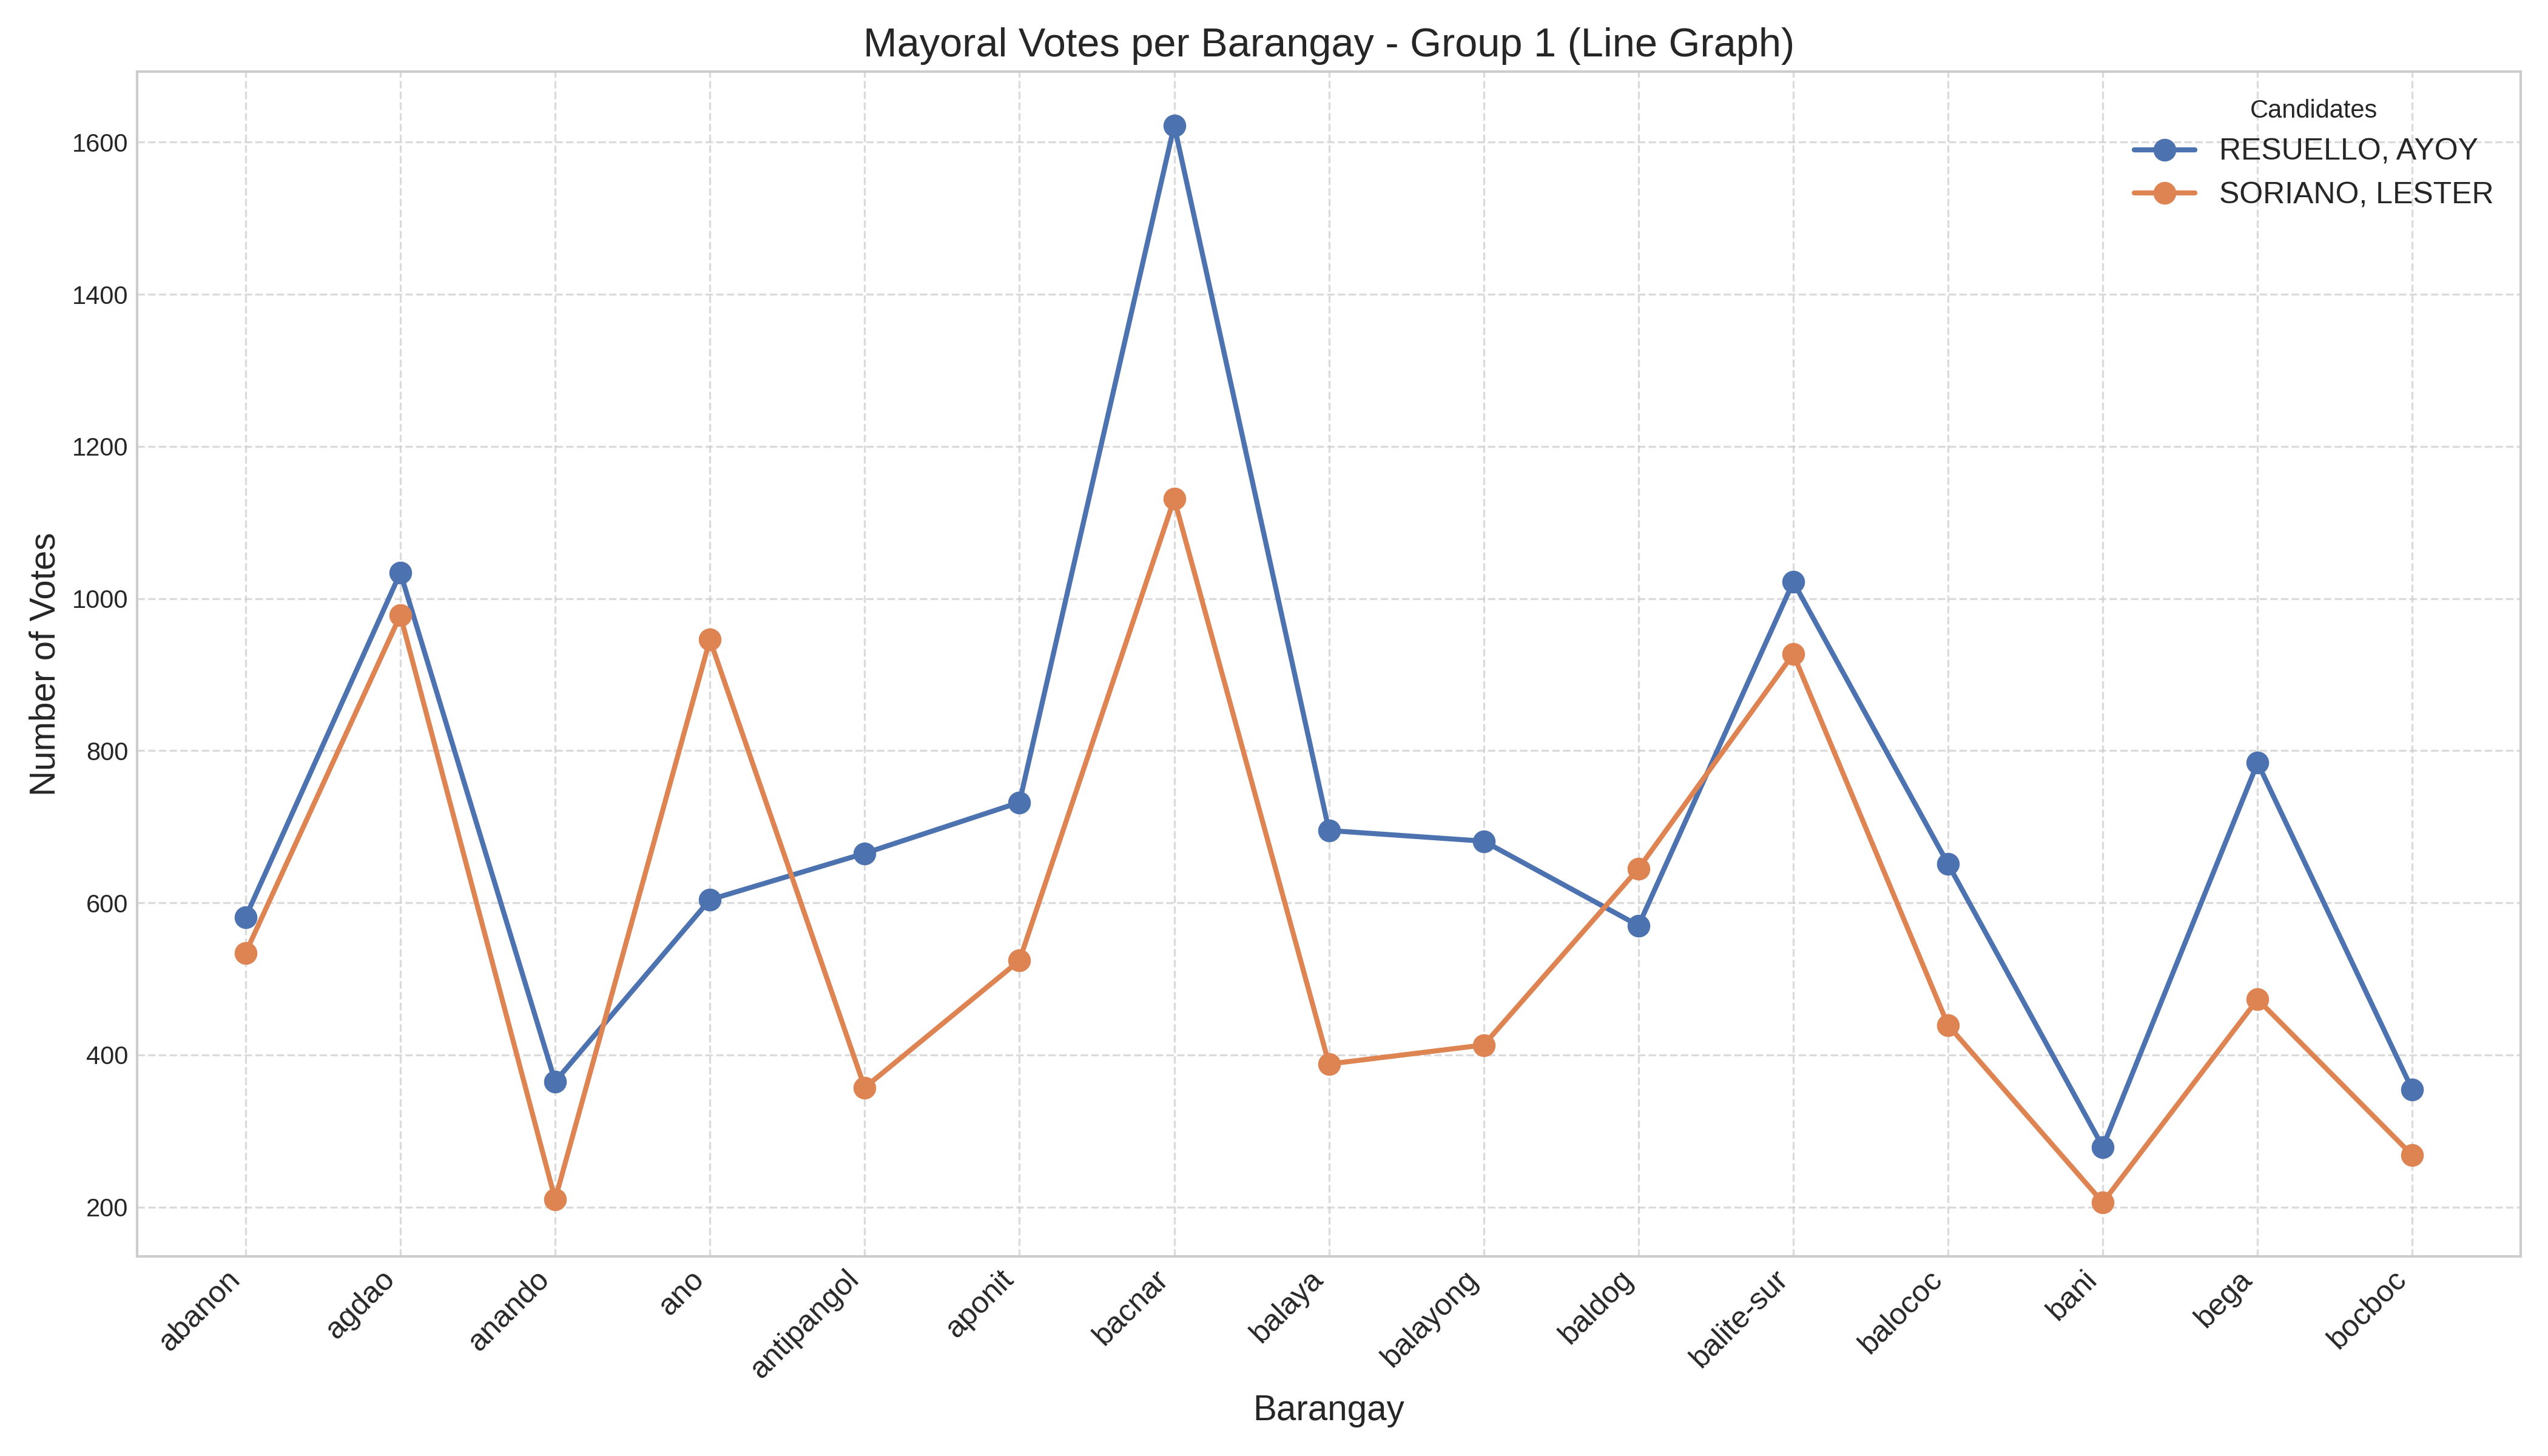 Mayoral Votes per Barangay - Group 1 (Line Graph)
Candidates
RESUELLO, AYOY
SORIANO, LESTER
Number of Votes
1600
1400
1200
1000
800
600
400
200
abanon
agdao
anando
ano
antipangol
aponit
bacnar
balaya
balayong
baldog
balite-sur
balococ
bani
bega
bocboc
Barangay